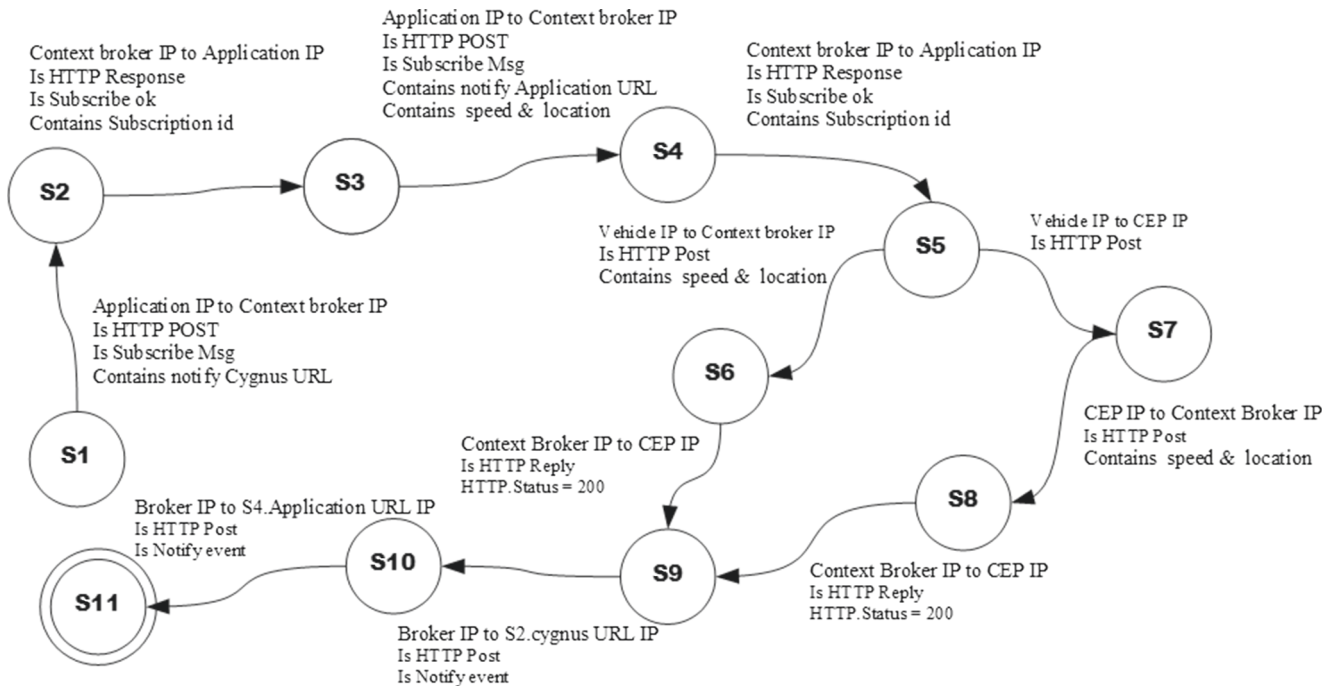 Application IP to Context broker IP
Is HTTP POST
Is Subscribe Msg
Contains notify Application URL
Contains speed & location
Context broker IP to Application IP
Is HTTP Response
Is Subscribe ok
Contains Subscription id
Context broker IP to Application IP
Is HTTP Response
Is Subscribe ok
Contains Subscription id
S2
S3
S4
S5
Vehicle IP to Context broker IP
Is HTTP Post
Contains speed & location
Vehicle IP to CEP IP
Is HTTP Post
Application IP to Context broker IP
Is HTTP POST
Is Subscribe Msg
Contains notify Cygnus URL
S6
S7
S1
Context Broker IP to CEP IP
Is HTTP Reply
HTTP.Status = 200
CEP IP to Context Broker IP
Is HTTP Post
Contains speed & location
S8
Broker IP to S4.Application URL IP
Is HTTP Post
Is Notify event
S10
S9
Context Broker IP to CEP IP
Is HTTP Reply
HTTP.Status = 200
S11
Broker IP to S2.cygnus URL IP
Is HTTP Post
Is Notify event